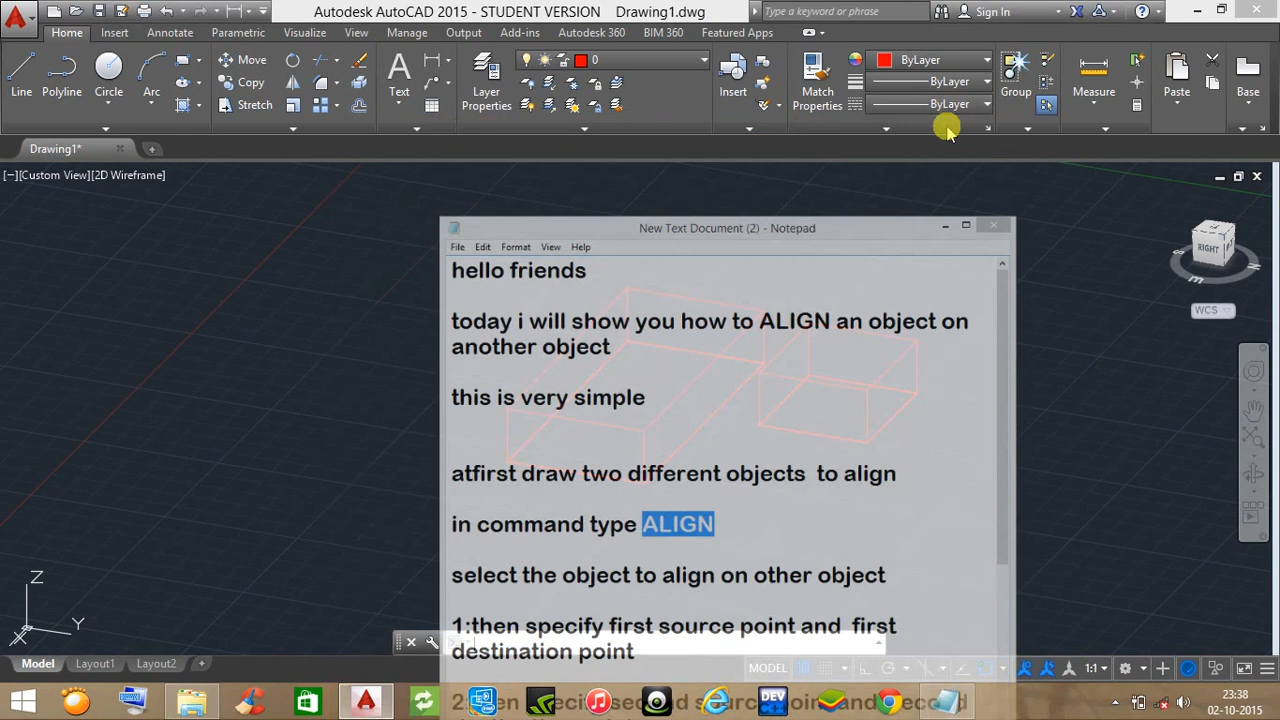 Autodesk AutoCAD 2015 - STUDENT VERSION Drawing1.dwg
Type a keyword or phrase
Sign In
Home Insert Annotate Parametric Visualize View Manage Output Add-ins Autodesk 360 BIM 360 Featured Apps
Line Polyline Circle Arc
Move
Copy
Stretch
Text
Layer Properties
0
Insert
Match Properties
ByLayer
ByLayer
ByLayer
Group
Measure
Paste
Base
Drawing1*
[−][Custom View][2D Wireframe]
RIGHT
WCS
New Text Document (2) - Notepad
File Edit Format View Help
hello friends
today i will show you how to ALIGN an object on
another object
this is very simple
atfirst draw two different objects to align
in command type ALIGN
select the object to align on other object
1:then specify first source point and first
destination point
Z
Y
X
Model Layout1 Layout2
MODEL
1:1
DEV
23:38
02-10-2015